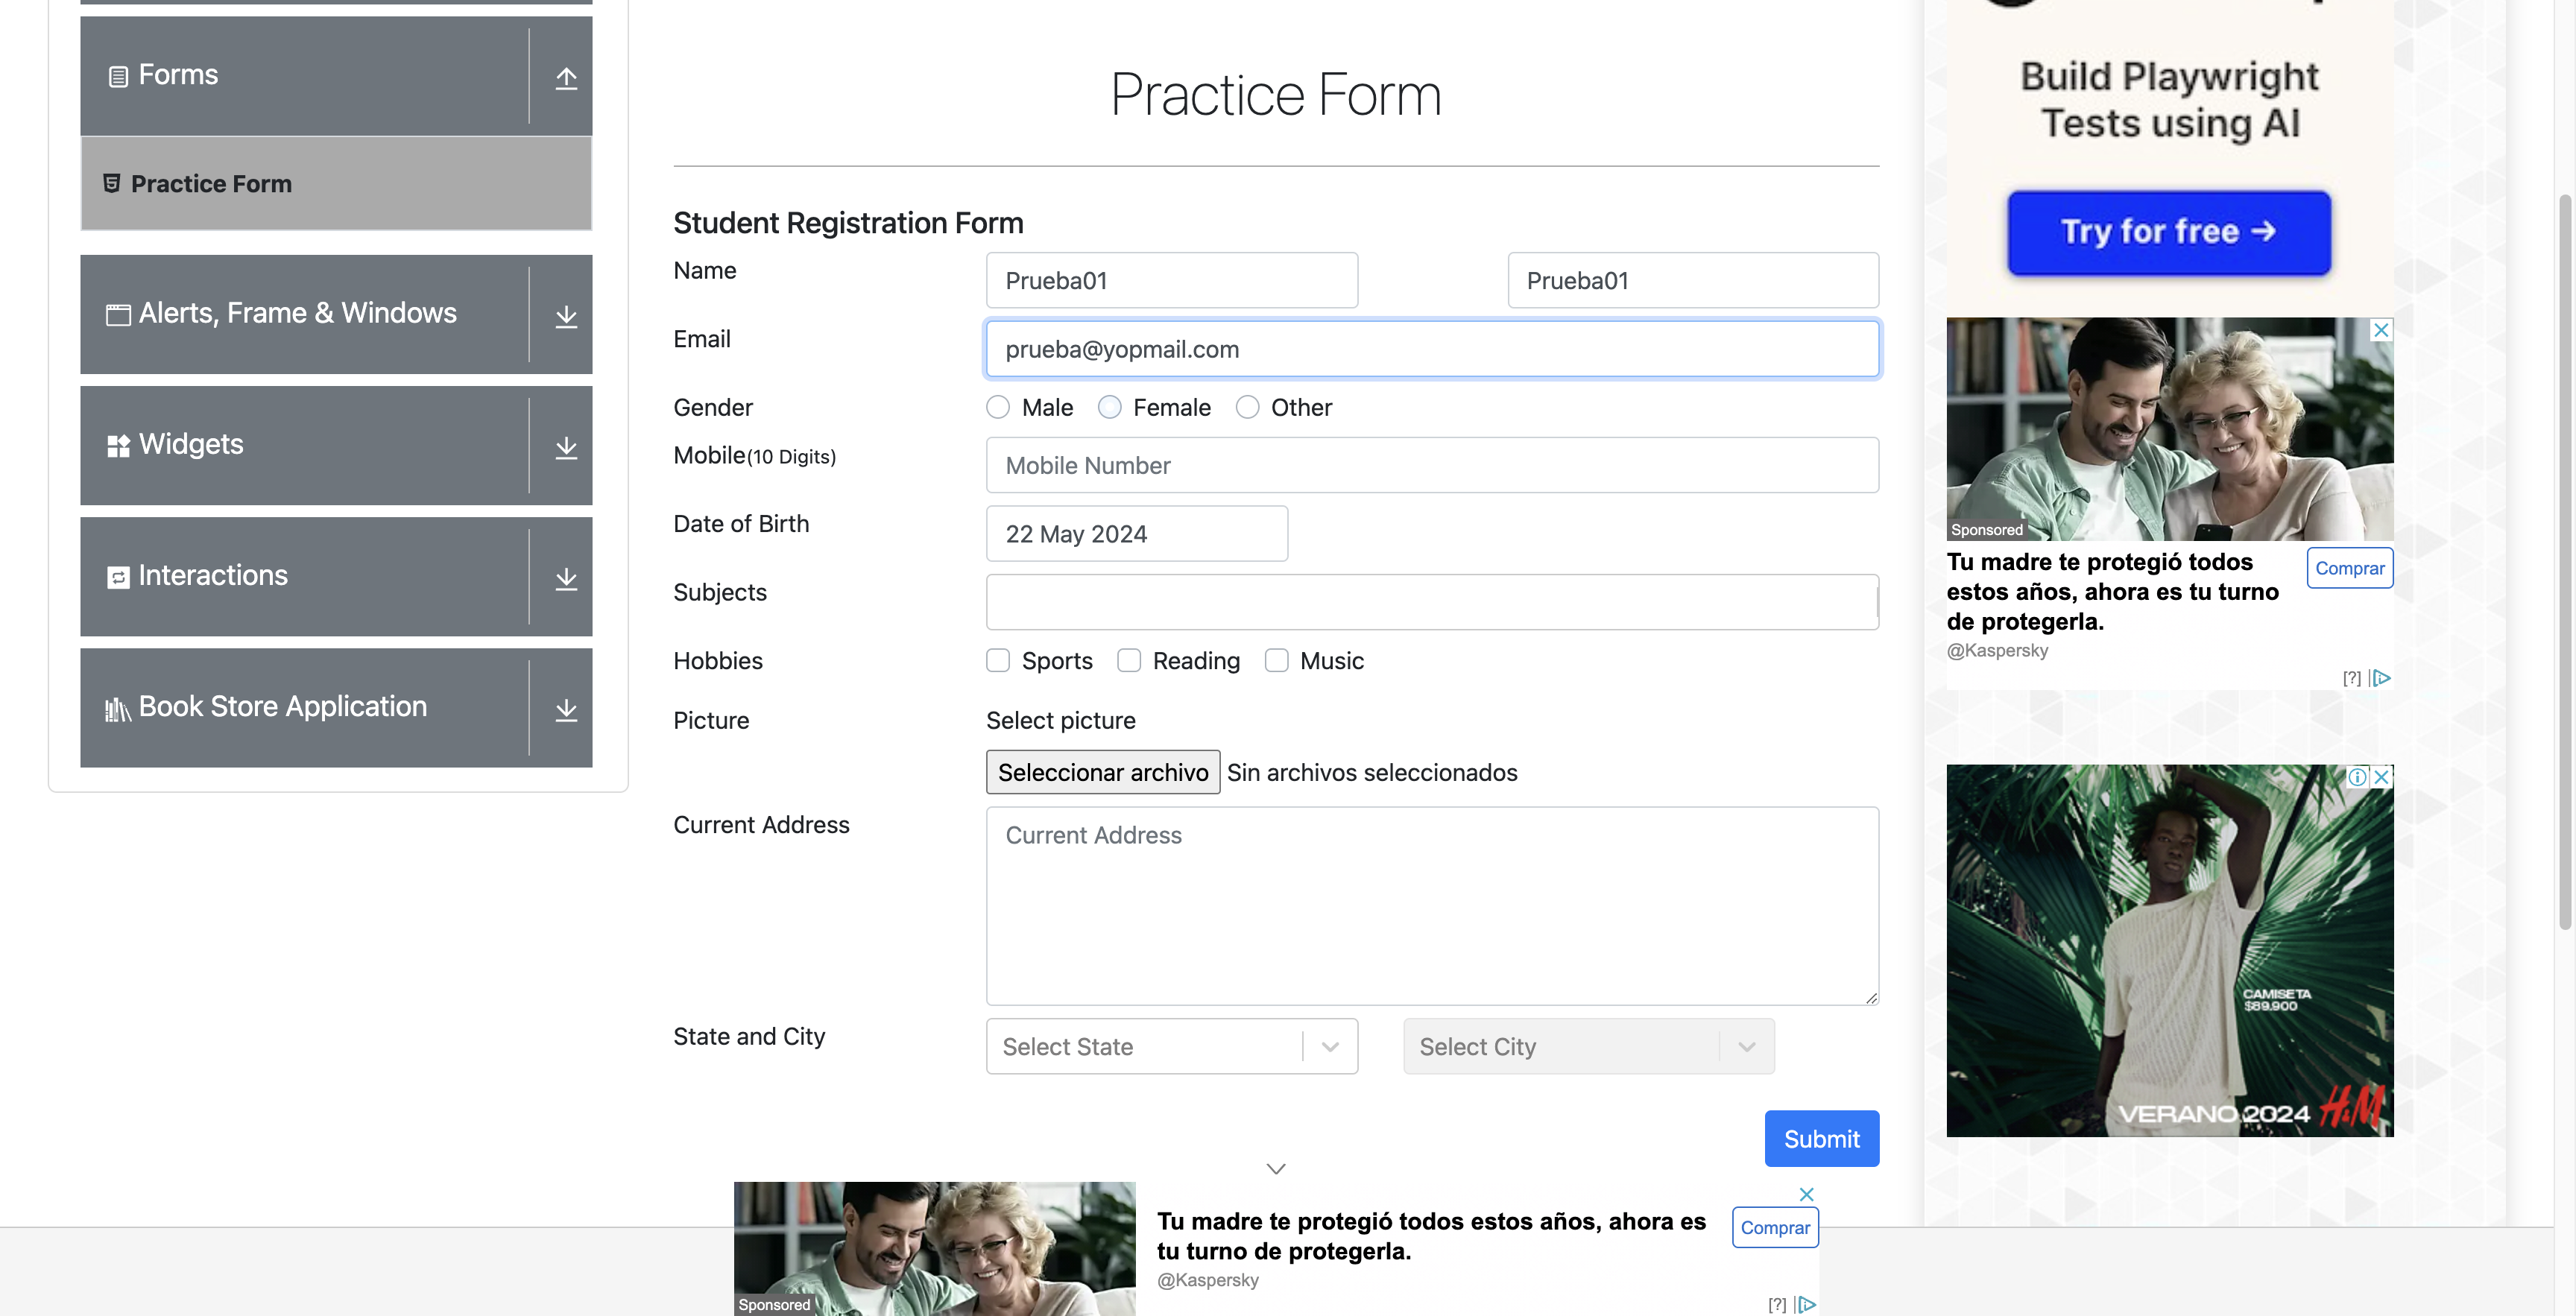 Forms
Practice Form
Alerts, Frame & Windows
Widgets
Interactions
Book Store Application
Practice Form
Student Registration Form
Name
Prueba01
Prueba01
Email
prueba@yopmail.com
Gender
Male
Female
Other
Mobile(10 Digits)
Mobile Number
Date of Birth
22 May 2024
Subjects
Hobbies
Sports
Reading
Music
Picture
Select picture
Seleccionar archivo
Sin archivos seleccionados
Current Address
Current Address
State and City
Select State
Select City
Submit
Sponsored
Tu madre te protegió todos estos años, ahora es
tu turno de protegerla.
@Kaspersky
Comprar
[?]
Build Playwright
Tests using AI
Try for free →
Sponsored
Tu madre te protegió todos
estos años, ahora es tu turno
de protegerla.
@Kaspersky
Comprar
[?]
CAMISETA
$89.900
VERANO 2024
H&M